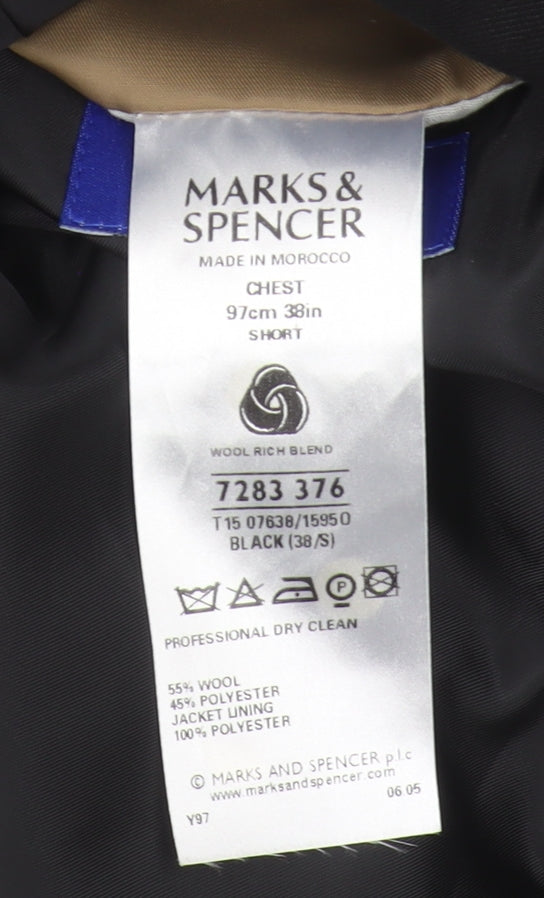 MARKS &
SPENCER
MADE IN MOROCCO
CHEST
97cm 38in
SHORT
WOOL RICH BLEND
7283 376
T15 07638/15950
BLACK (38/S)
P
PROFESSIONAL DRY CLEAN
55% WOOL
45% POLYESTER
JACKET LINING
100% POLYESTER
© MARKS AND SPENCER p.l.c
www.marksandspencer.com
06 05
Y97